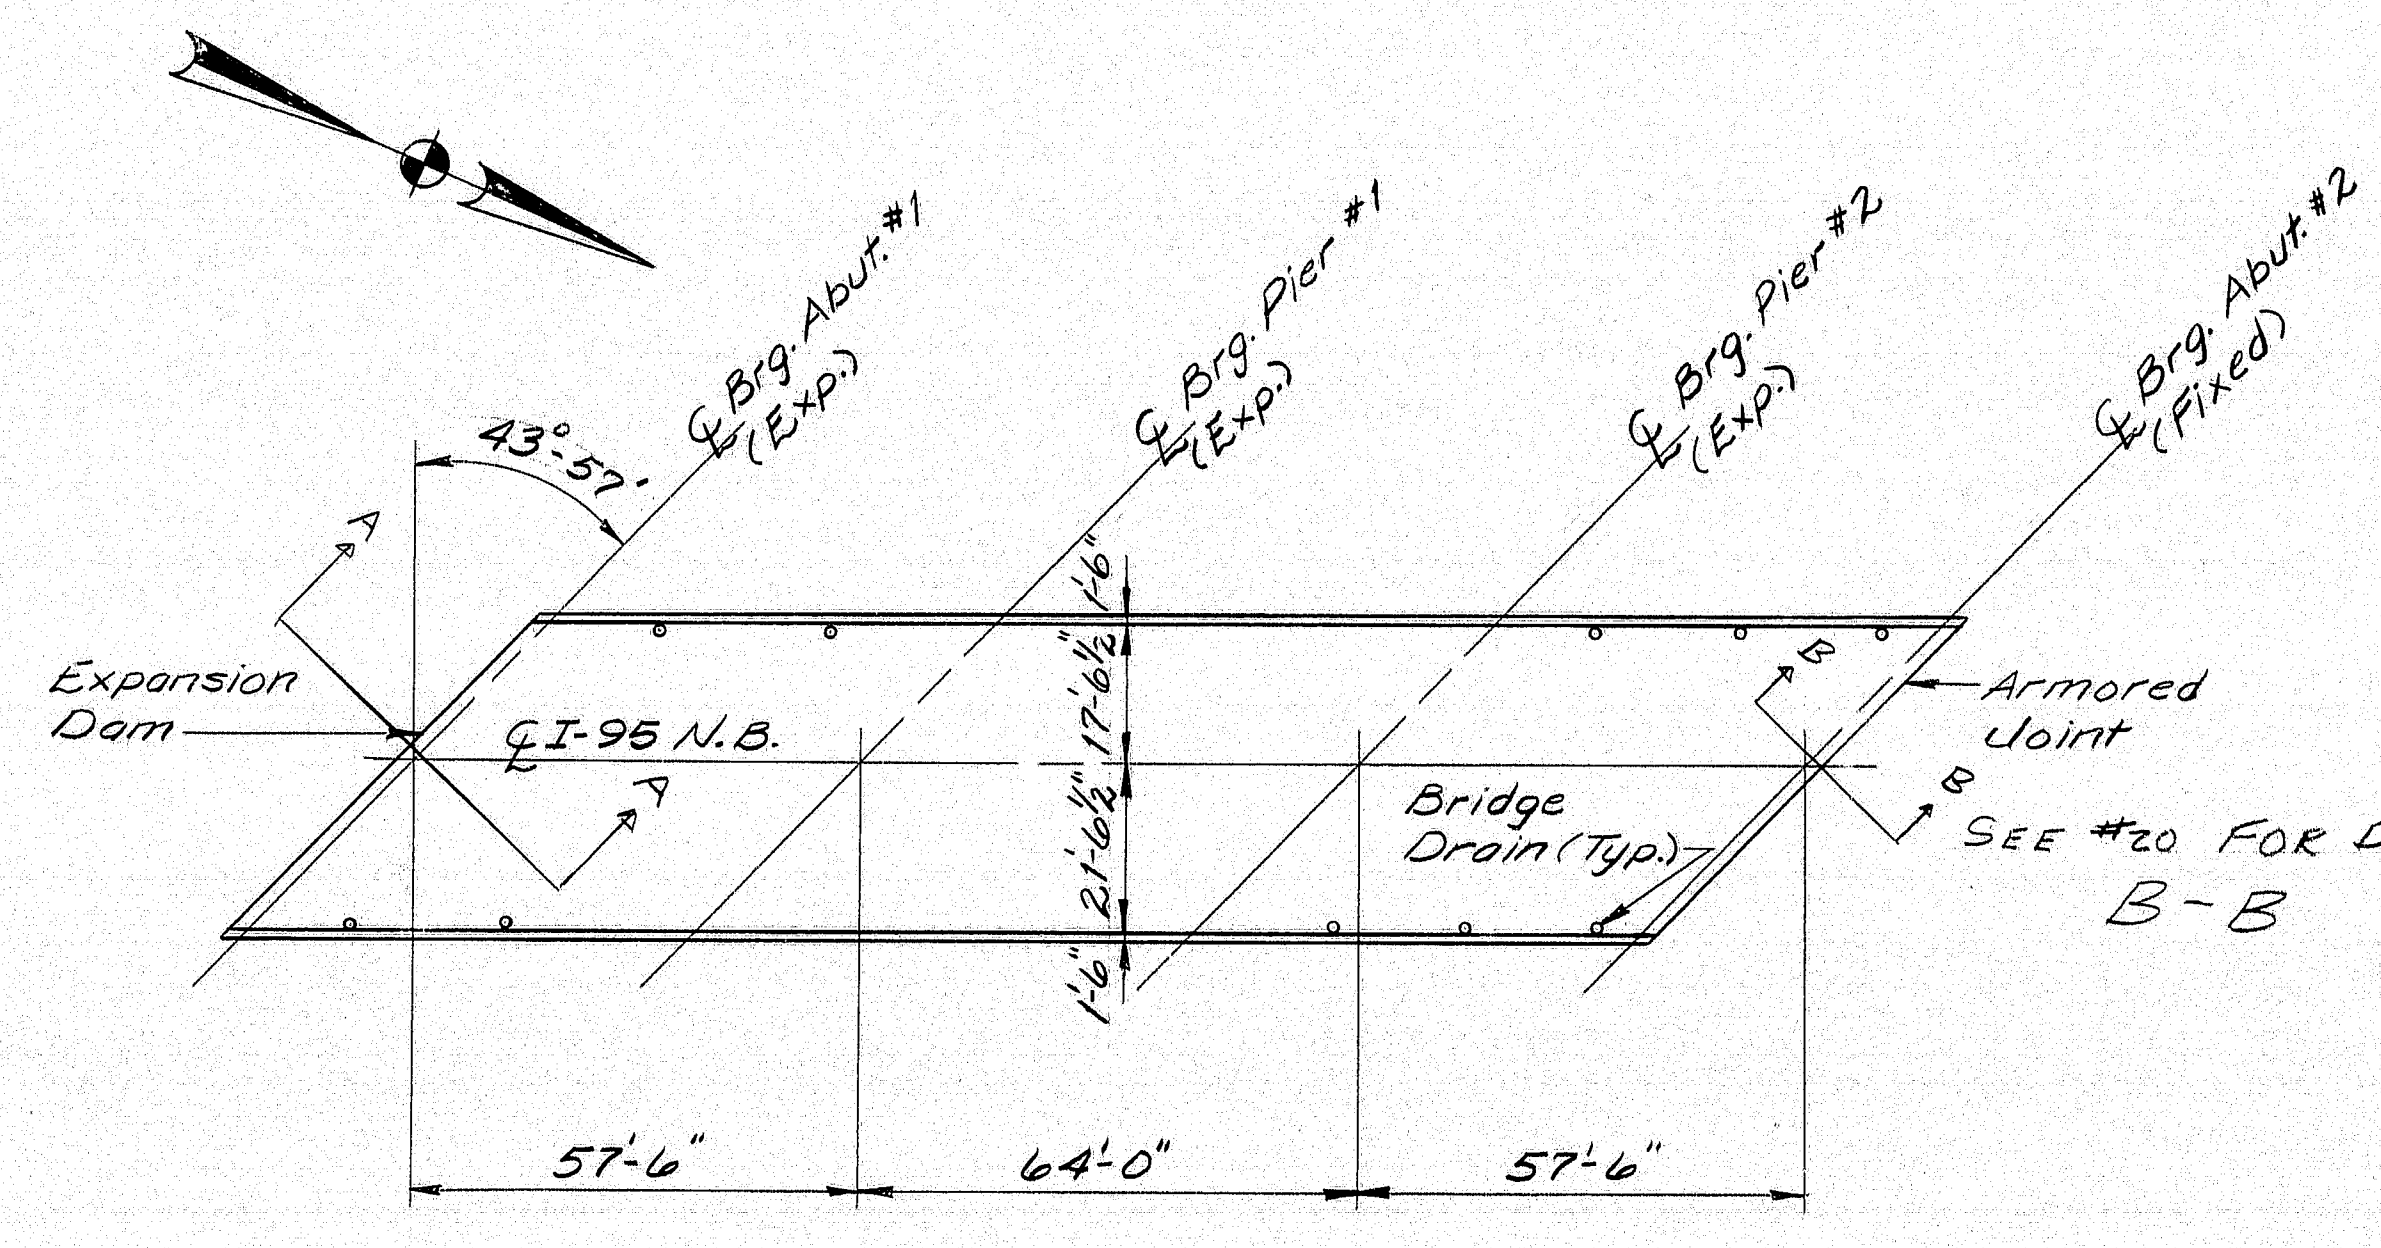 ℄ Brg. Abut. #1
(Exp.)
℄ Brg. Pier #1
(Exp.)
℄ Brg. Pier #2
(Exp.)
℄ Brg. Abut. #2
(Fixed)
43°-57'
A
1'-6"
17'-6½"
B
Expansion
Dam
℄ I-95 N.B.
Armored
Joint
A
21'-6½"
Bridge
Drain (Typ.)
B
SEE #20 FOR
B-B
1'-6"
57'-6"
64'-0"
57'-6"